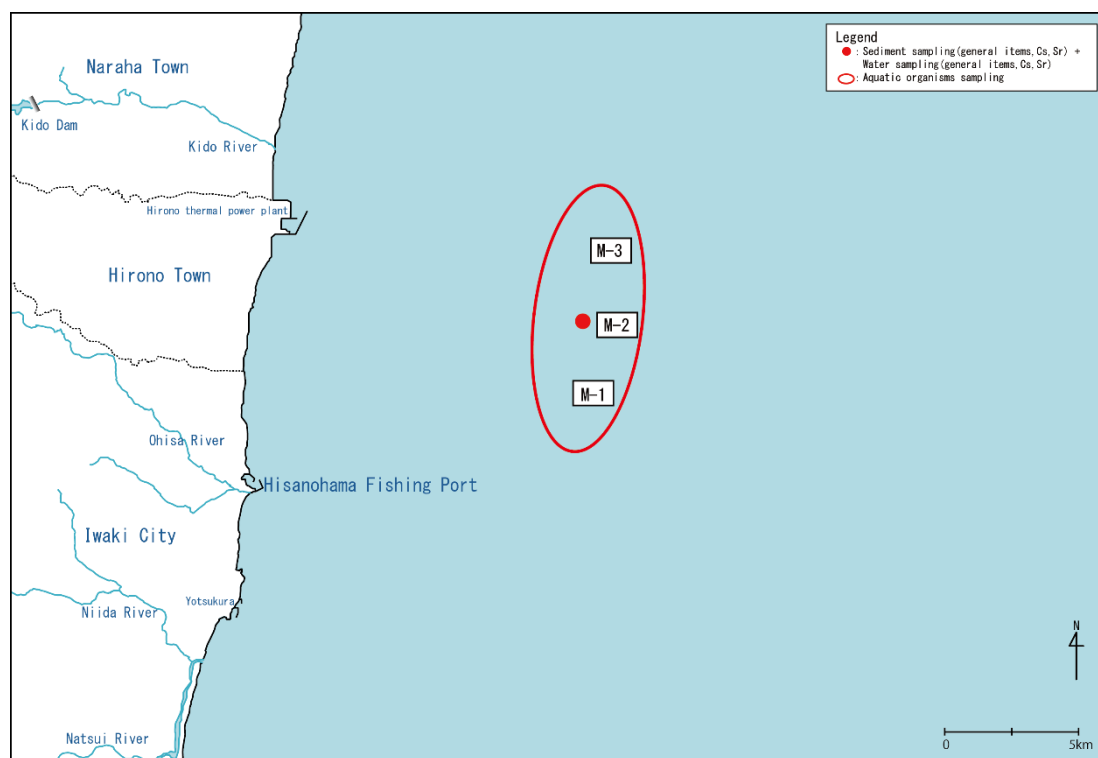 Legend
: Sediment sampling(general items,Cs,Sr) +
Water sampling(general items,Cs,Sr)
: Aquatic organisms sampling
Naraha Town
Kido Dam
Kido River
Hirono thermal power plant
M-3
Hirono Town
M-2
M-1
Ohisa River
Hisanohama Fishing Port
Iwaki City
Yotsukura
Niida River
N
Natsui River
0 5km